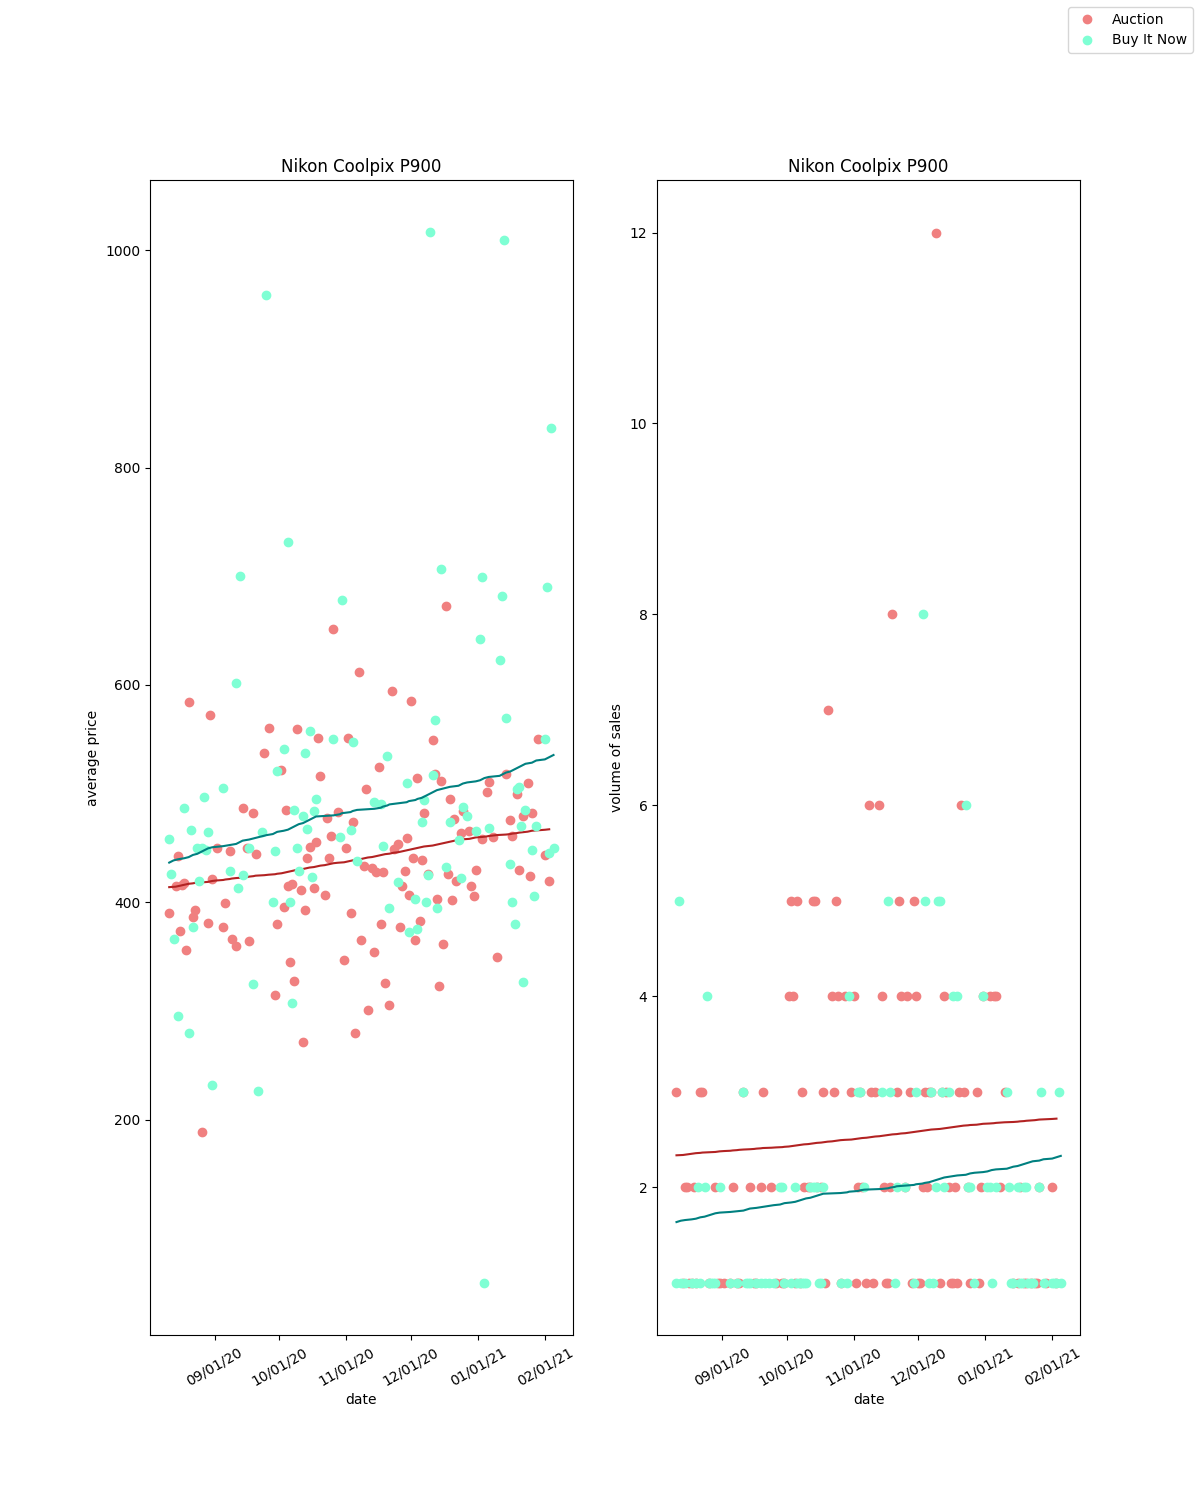 Auction
Buy It Now
Nikon Coolpix P900
average price
1000
800
600
400
200
09/01/20
10/01/20
11/01/20
12/01/20
01/01/21
02/01/21
date
Nikon Coolpix P900
volume of sales
12
10
8
6
4
2
09/01/20
10/01/20
11/01/20
12/01/20
01/01/21
02/01/21
date